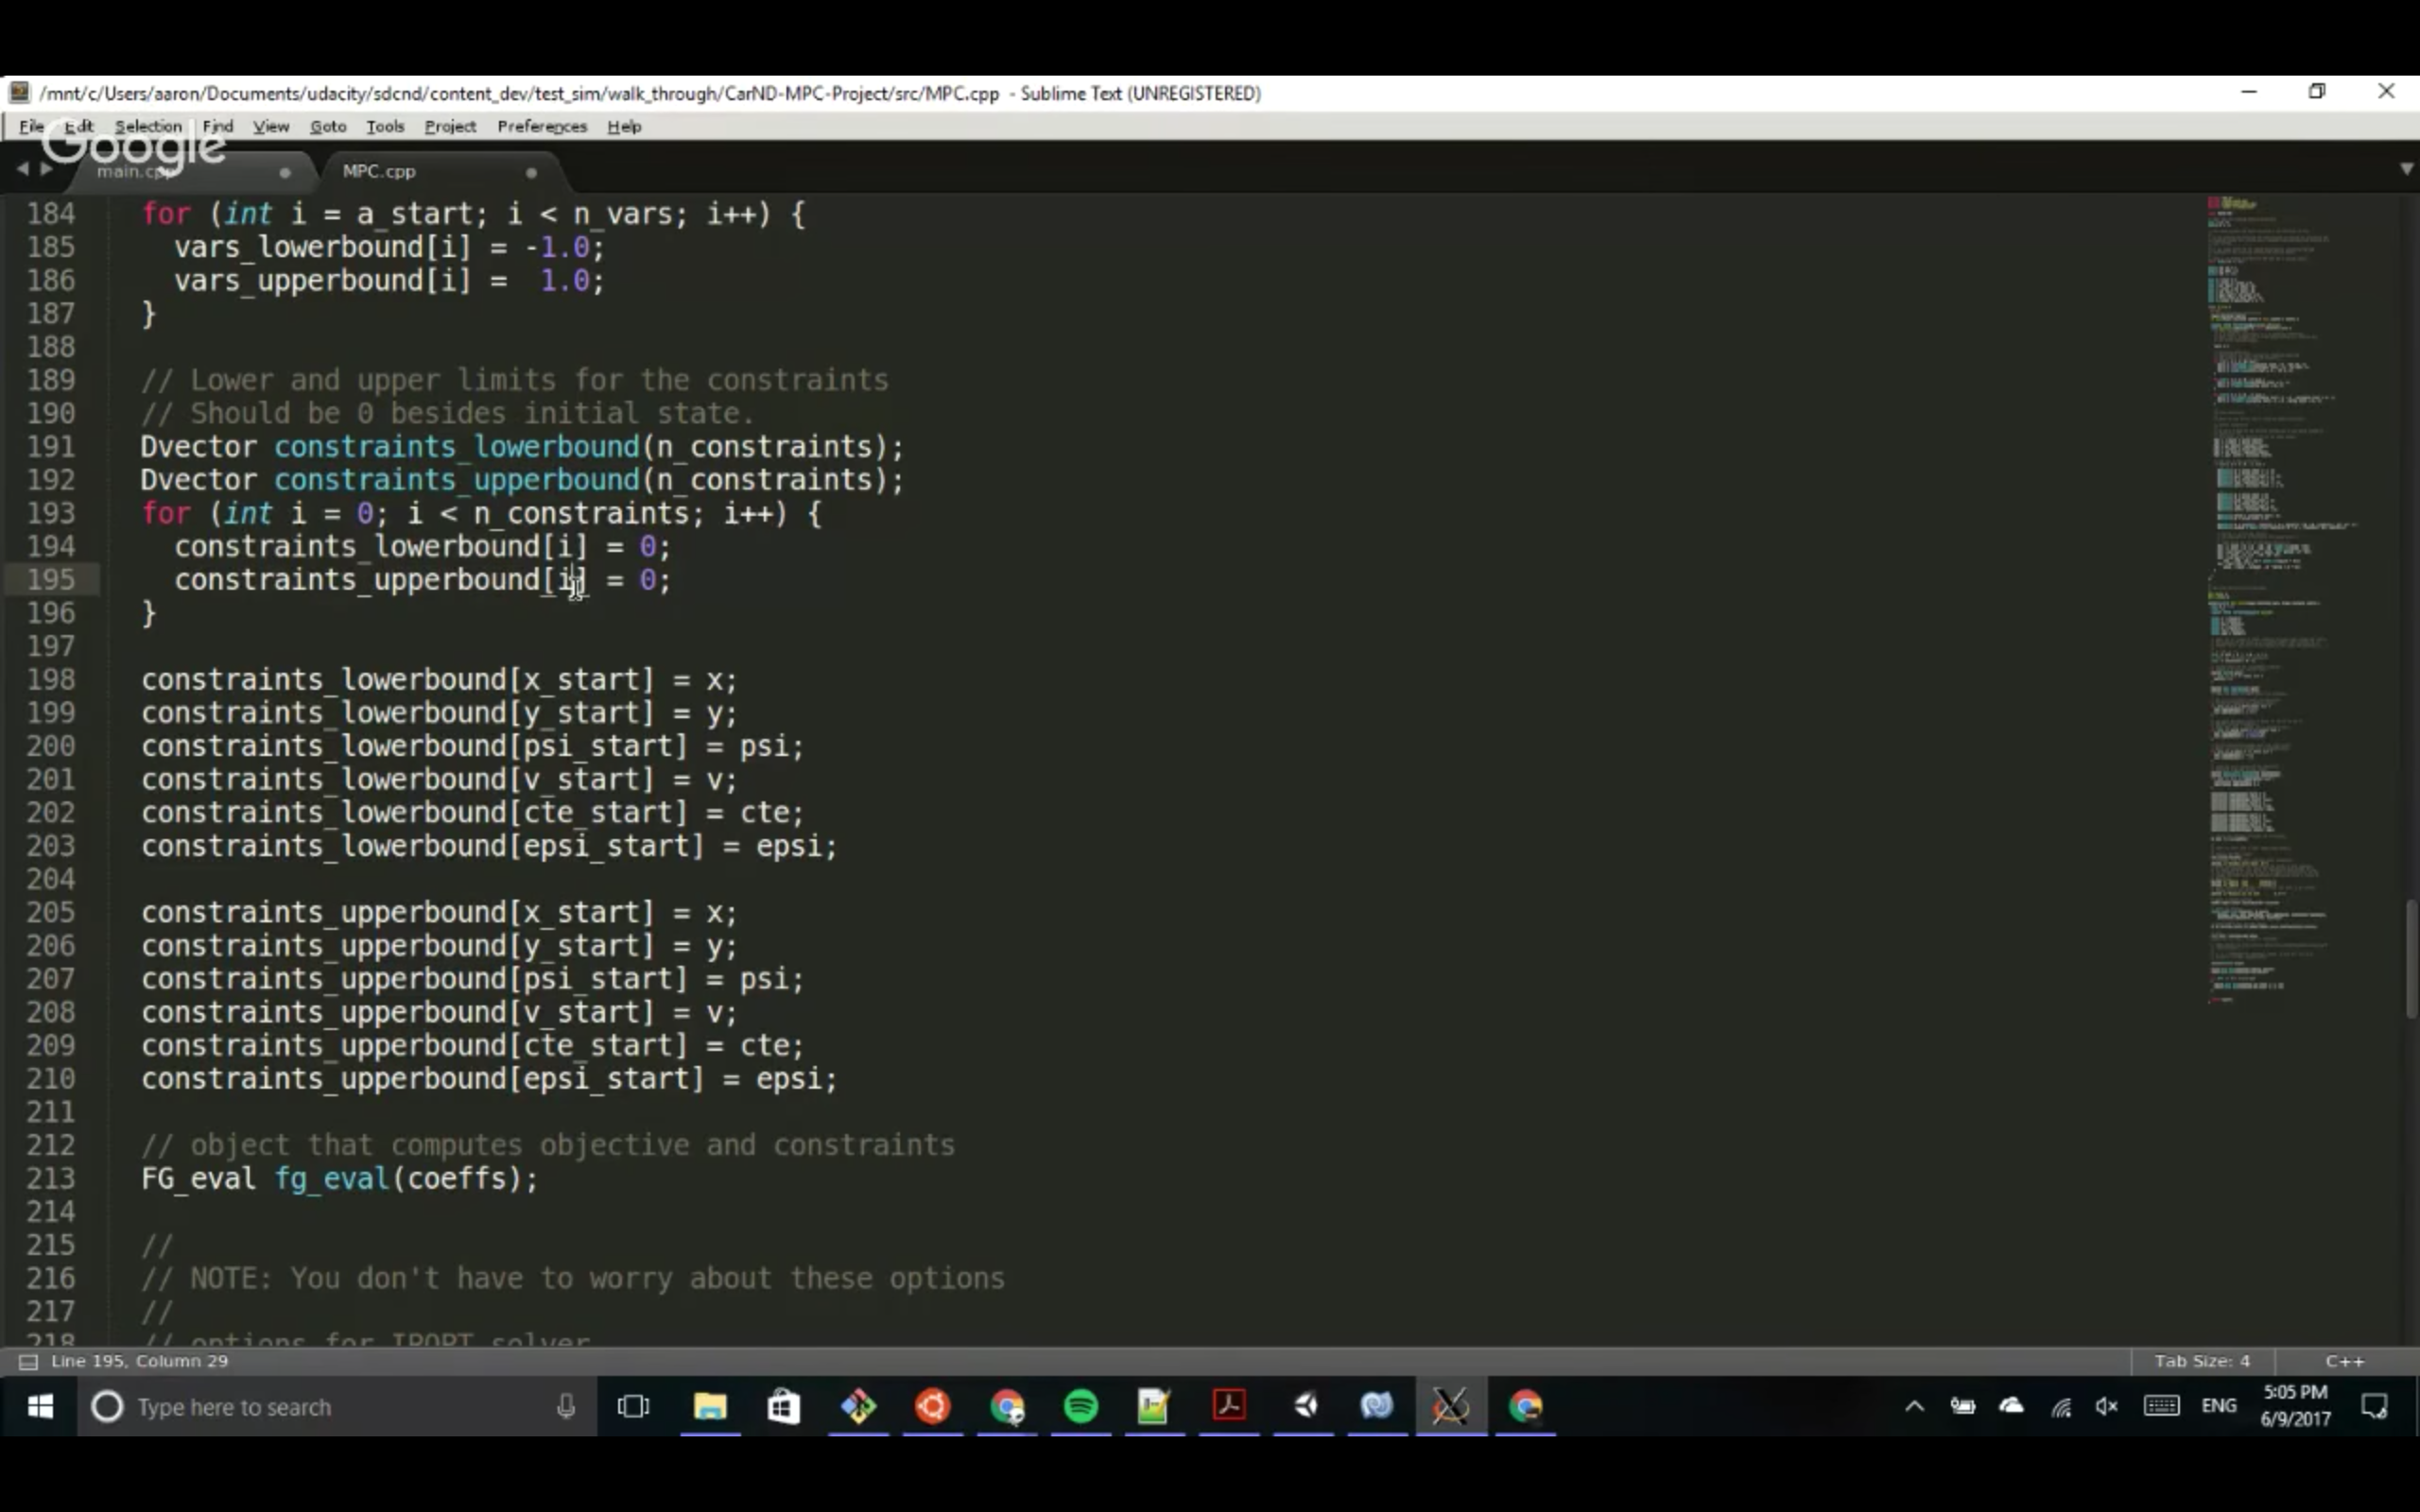 /mnt/c/Users/aaron/Documents/udacity/sdcnd/content_dev/test_sim/walk_through/CarND-MPC-Project/src/MPC.cpp - Sublime Text (UNREGISTERED)
File Edit Selection Find View Goto Tools Project Preferences Help
Google
main.cpp MPC.cpp
184 for (int i = a_start; i < n_vars; i++) {
185 vars_lowerbound[i] = -1.0;
186 vars_upperbound[i] =  1.0;
187 }
188
189 // Lower and upper limits for the constraints
190 // Should be 0 besides initial state.
191 Dvector constraints_lowerbound(n_constraints);
192 Dvector constraints_upperbound(n_constraints);
193 for (int i = 0; i < n_constraints; i++) {
194 constraints_lowerbound[i] = 0;
195 constraints_upperbound[i] = 0;
196 }
197
198 constraints_lowerbound[x_start] = x;
199 constraints_lowerbound[y_start] = y;
200 constraints_lowerbound[psi_start] = psi;
201 constraints_lowerbound[v_start] = v;
202 constraints_lowerbound[cte_start] = cte;
203 constraints_lowerbound[epsi_start] = epsi;
204
205 constraints_upperbound[x_start] = x;
206 constraints_upperbound[y_start] = y;
207 constraints_upperbound[psi_start] = psi;
208 constraints_upperbound[v_start] = v;
209 constraints_upperbound[cte_start] = cte;
210 constraints_upperbound[epsi_start] = epsi;
211
212 // object that computes objective and constraints
213 FG_eval fg_eval(coeffs);
214
215 //
216 // NOTE: You don't have to worry about these options
217 //
218 // options for IPOPT solver
Line 195, Column 29 Tab Size: 4 C++
Type here to search ENG 5:05 PM
6/9/2017